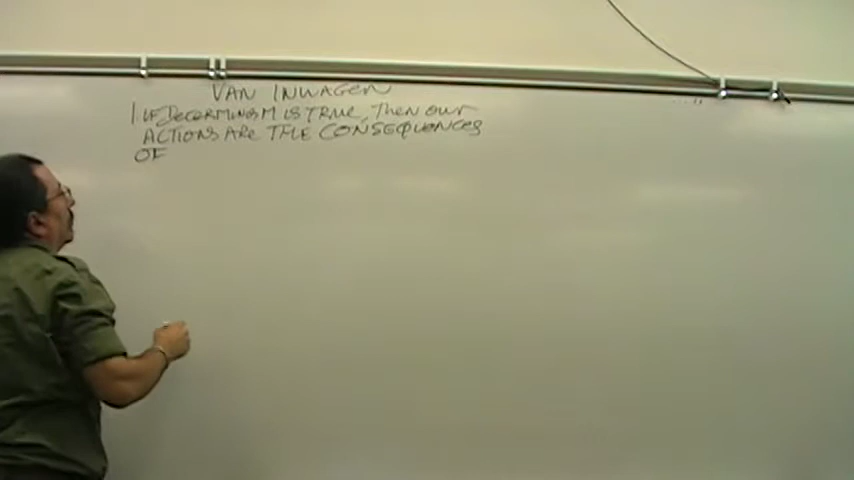 VAN INWAGEN
1 IF DETERMINISM IS TRUE, Then our
ACTIONS ARE THE CONSEQUENCES
OF